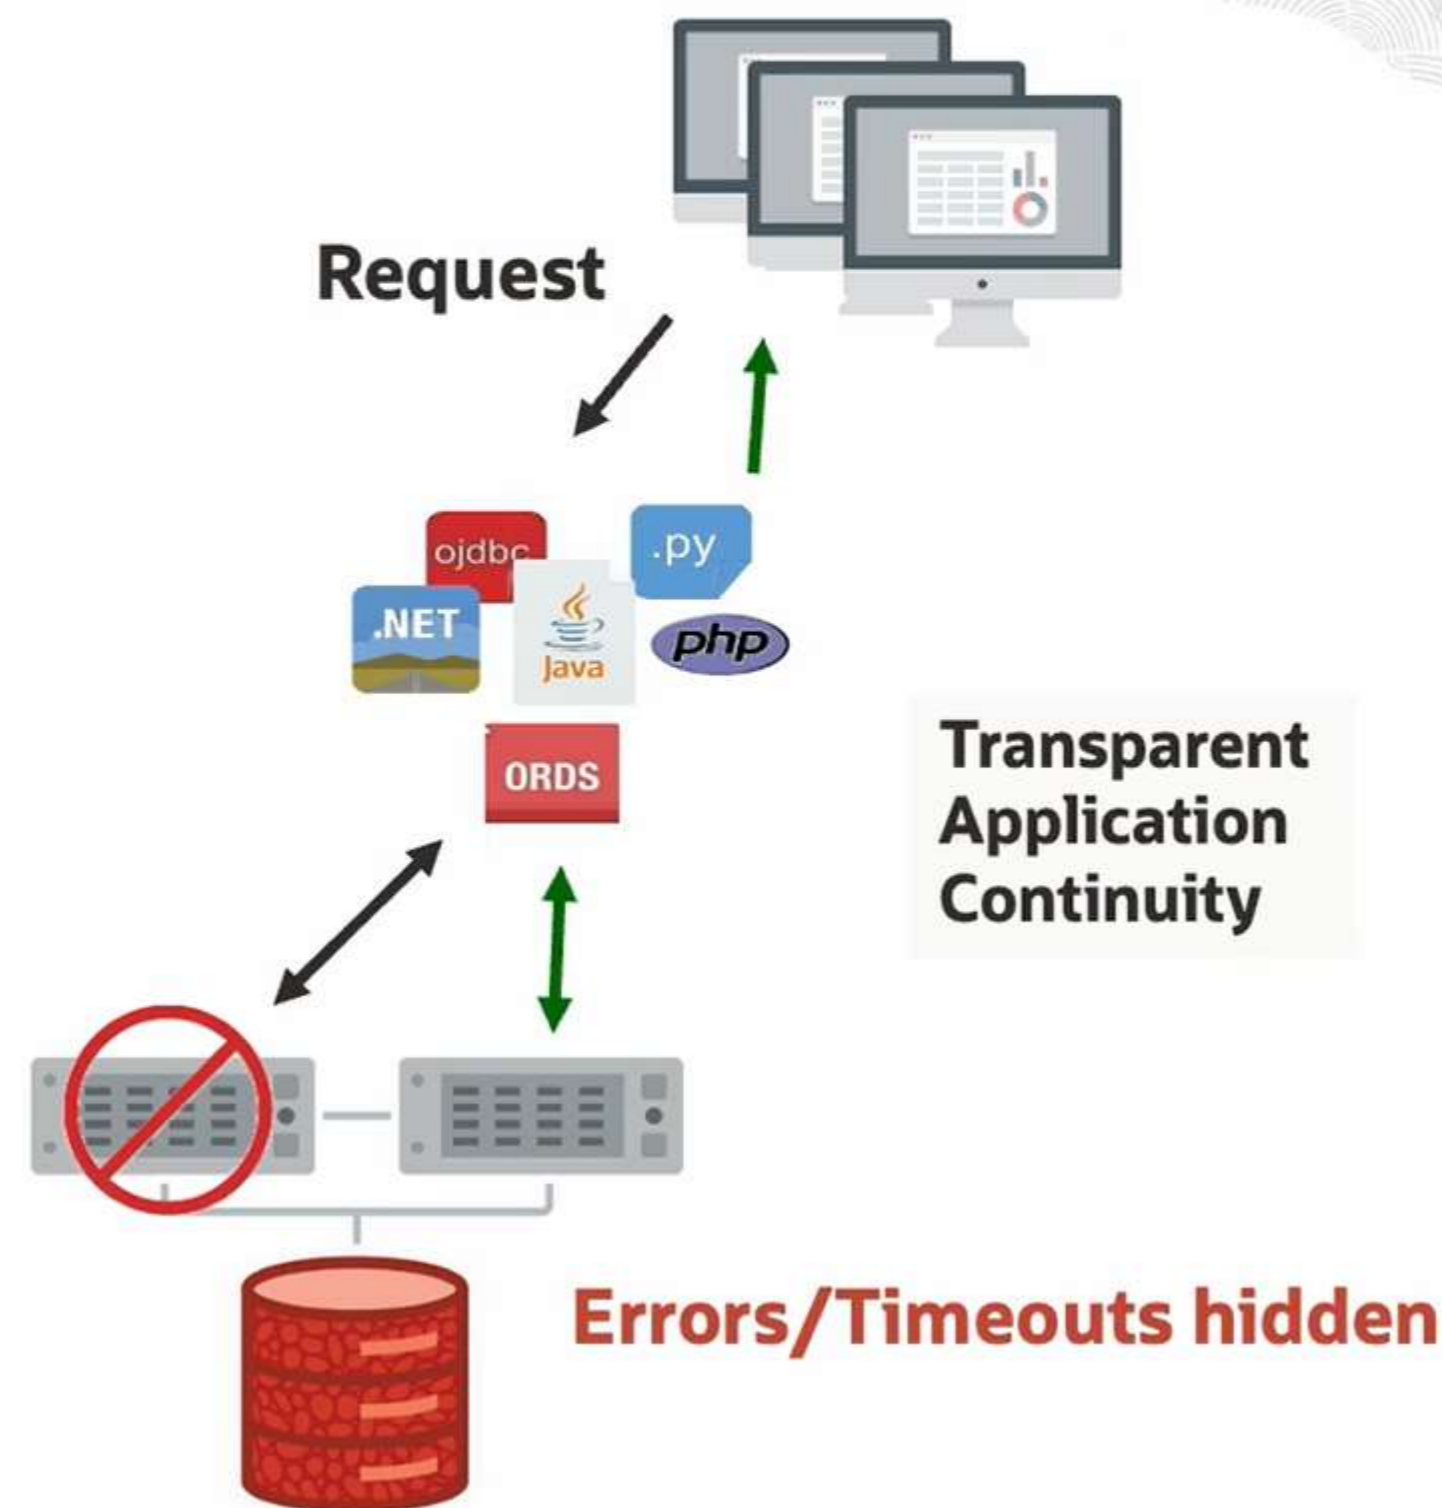 Request
ojdbc
.py
.NET
Java
php
ORDS
Transparent
Application
Continuity
Errors/Timeouts hidden